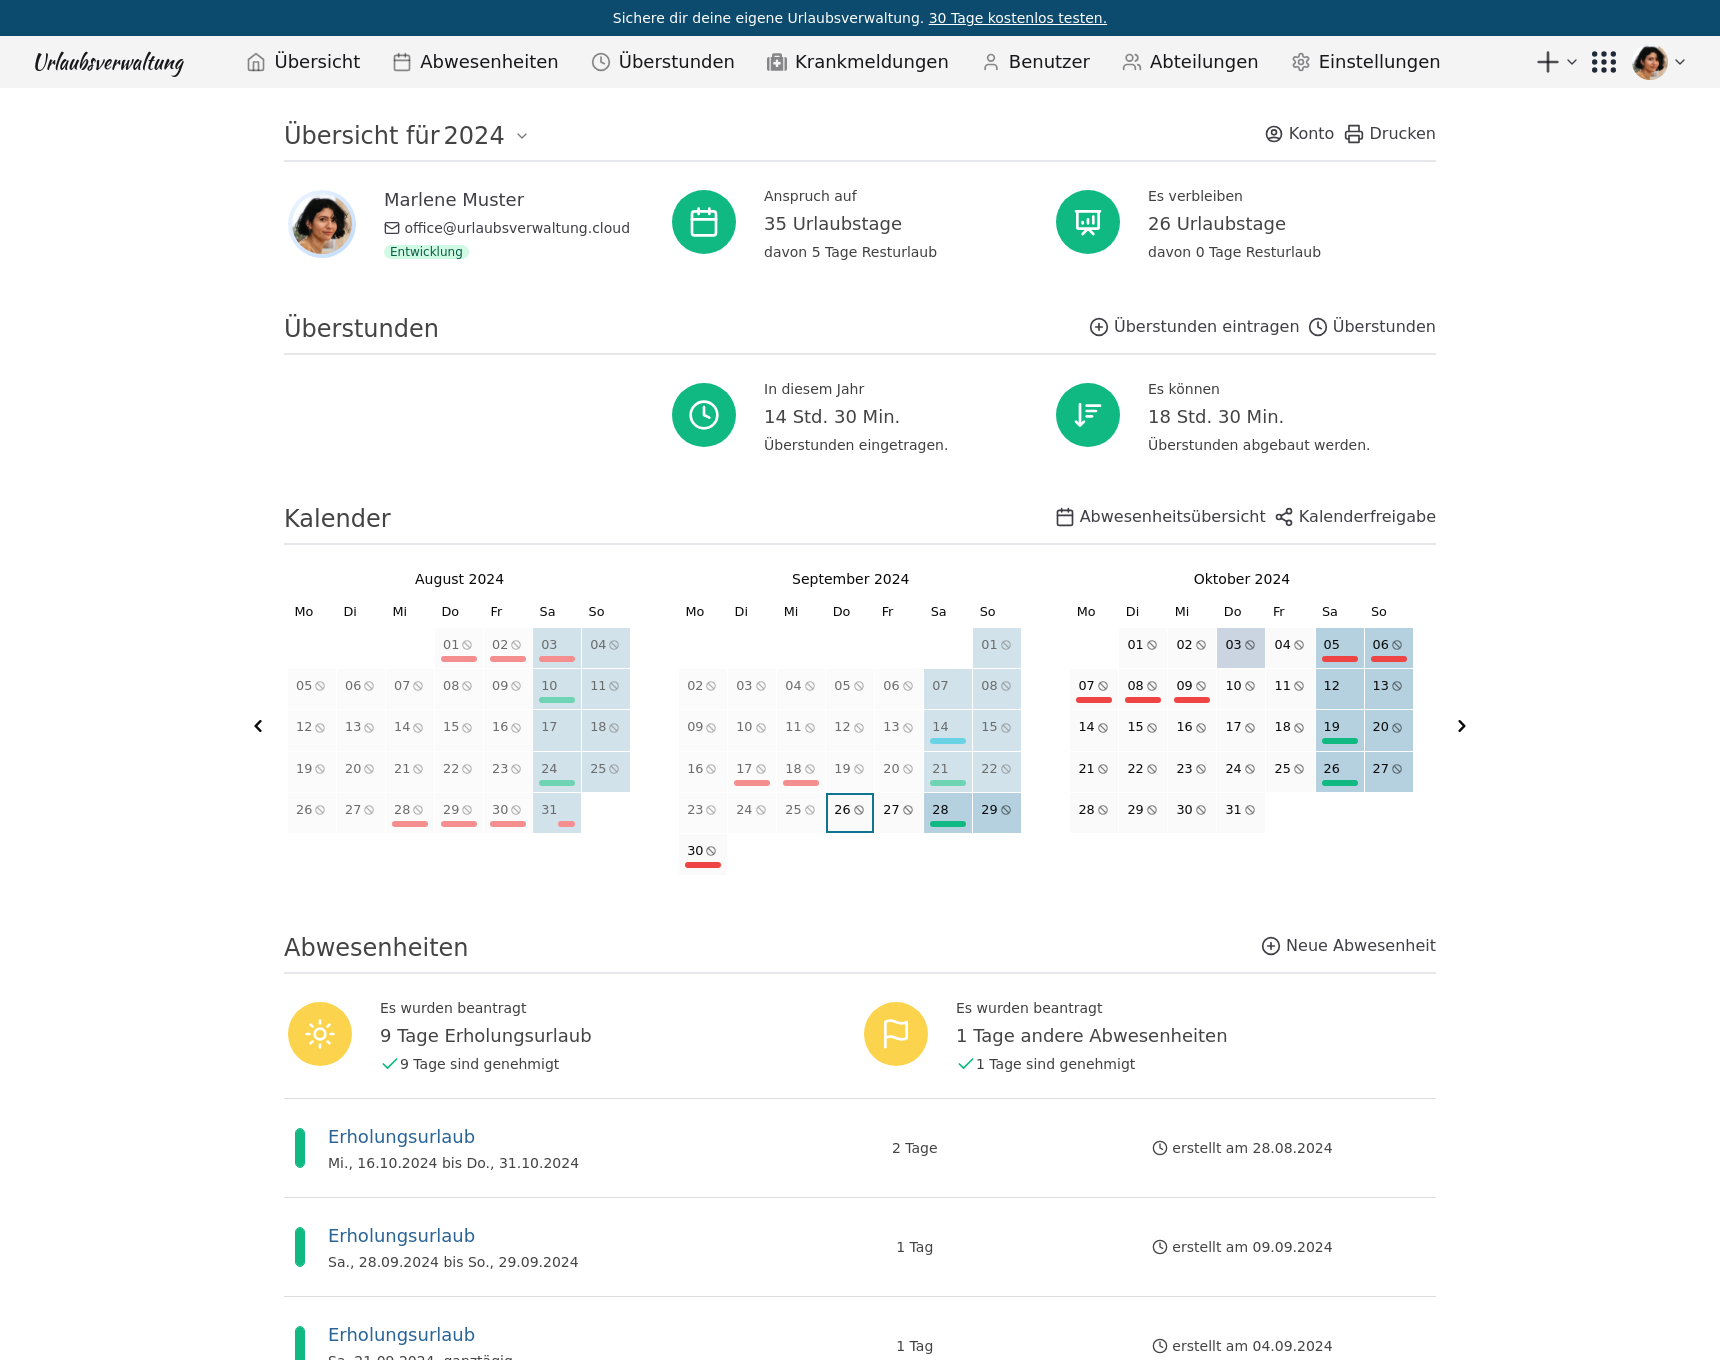 Sichere dir deine eigene Urlaubsverwaltung. 30 Tage kostenlos testen.
Urlaubsverwaltung Übersicht Abwesenheiten Überstunden Krankmeldungen Benutzer Abteilungen Einstellungen
Übersicht für 2024 Konto Drucken
Marlene Muster
office@urlaubsverwaltung.cloud
Entwicklung
Anspruch auf
35 Urlaubstage
davon 5 Tage Resturlaub
Es verbleiben
26 Urlaubstage
davon 0 Tage Resturlaub
Überstunden Überstunden eintragen Überstunden
In diesem Jahr
14 Std. 30 Min.
Überstunden eingetragen.
Es können
18 Std. 30 Min.
Überstunden abgebaut werden.
Kalender Abwesenheitsübersicht Kalenderfreigabe
August 2024
Mo Di Mi Do Fr Sa So
01 02 03 04
05 06 07 08 09 10 11
12 13 14 15 16 17 18
19 20 21 22 23 24 25
26 27 28 29 30 31
September 2024
Mo Di Mi Do Fr Sa So
01
02 03 04 05 06 07 08
09 10 11 12 13 14 15
16 17 18 19 20 21 22
23 24 25 26 27 28 29
30
Oktober 2024
Mo Di Mi Do Fr Sa So
01 02 03 04 05 06
07 08 09 10 11 12 13
14 15 16 17 18 19 20
21 22 23 24 25 26 27
28 29 30 31
Abwesenheiten Neue Abwesenheit
Es wurden beantragt
9 Tage Erholungsurlaub
9 Tage sind genehmigt
Es wurden beantragt
1 Tage andere Abwesenheiten
1 Tage sind genehmigt
Erholungsurlaub
Mi., 16.10.2024 bis Do., 31.10.2024
2 Tage
erstellt am 28.08.2024
Erholungsurlaub
Sa., 28.09.2024 bis So., 29.09.2024
1 Tag
erstellt am 09.09.2024
Erholungsurlaub
Sa., 21.09.2024, ganztägig
1 Tag
erstellt am 04.09.2024